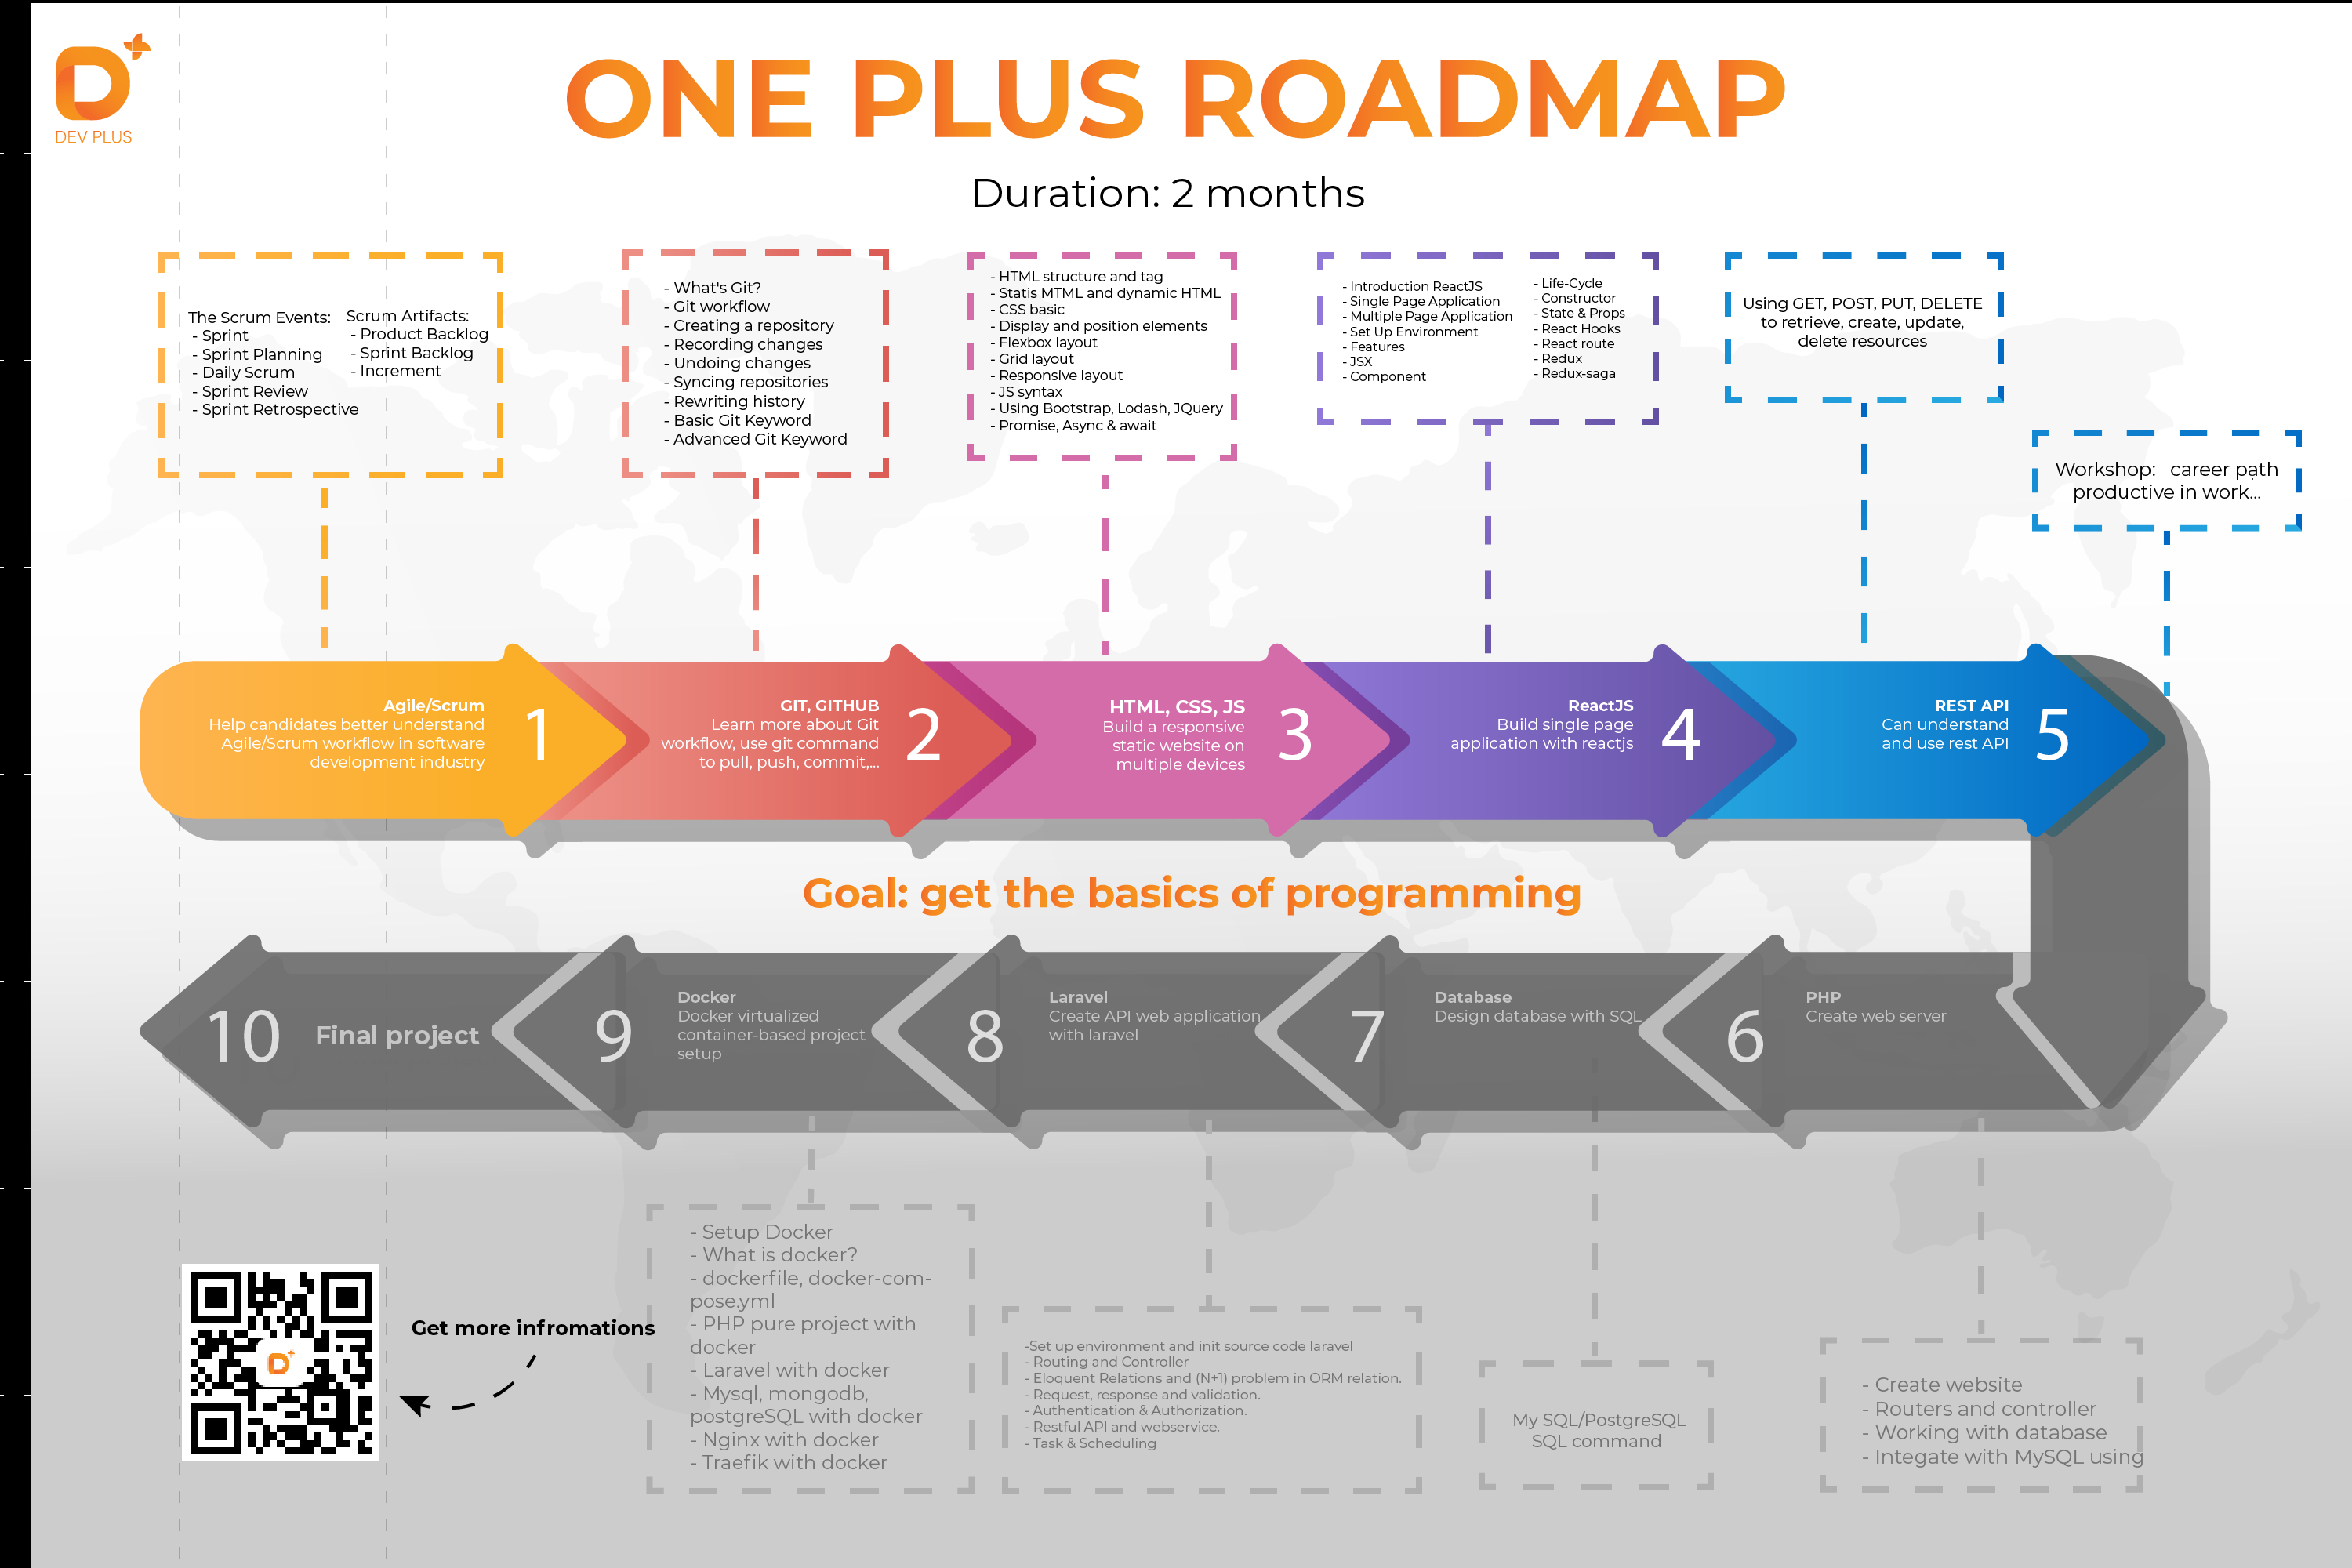 DEV PLUS
ONE PLUS ROADMAP
Duration: 2 months
The Scrum Events:
- Sprint
- Sprint Planning
- Daily Scrum
- Sprint Review
- Sprint Retrospective
Scrum Artifacts:
- Product Backlog
- Sprint Backlog
- Increment
- What's Git?
- Git workflow
- Creating a repository
- Recording changes
- Undoing changes
- Syncing repositories
- Rewriting history
- Basic Git Keyword
- Advanced Git Keyword
- HTML structure and tag
- Statis MTML and dynamic HTML
- CSS basic
- Display and position elements
- Flexbox layout
- Grid layout
- Responsive layout
- JS syntax
- Using Bootstrap, Lodash, JQuery
- Promise, Async & await
- Introduction ReactJS
- Single Page Application
- Multiple Page Application
- Set Up Environment
- Features
- JSX
- Component
- Life-Cycle
- Constructor
- State & Props
- React Hooks
- React route
- Redux
- Redux-saga
Using GET, POST, PUT, DELETE
to retrieve, create, update,
delete resources
Workshop: career path
productive in work...
Agile/Scrum
Help candidates better understand
Agile/Scrum workflow in software
development industry
1
GIT, GITHUB
Learn more about Git
workflow, use git command
to pull, push, commit,...
2
HTML, CSS, JS
Build a responsive
static website on
multiple devices
3
ReactJS
Build single page
application with reactjs
4
REST API
Can understand
and use rest API
5
Goal: get the basics of programming
10
Final project
9
Docker
Docker virtualized
container-based project
setup
8
Laravel
Create API web application
with laravel
7
Database
Design database with SQL
6
PHP
Create web server
Get more infromations
- Setup Docker
- What is docker?
- dockerfile, docker-com-
pose.yml
- PHP pure project with
docker
- Laravel with docker
- Mysql, mongodb,
postgreSQL with docker
- Nginx with docker
- Traefik with docker
-Set up environment and init source code laravel
- Routing and Controller
- Eloquent Relations and (N+1) problem in ORM relation.
- Request, response and validation.
- Authentication & Authorization.
- Restful API and webservice.
- Task & Scheduling
My SQL/PostgreSQL
SQL command
- Create website
- Routers and controller
- Working with database
- Integate with MySQL using